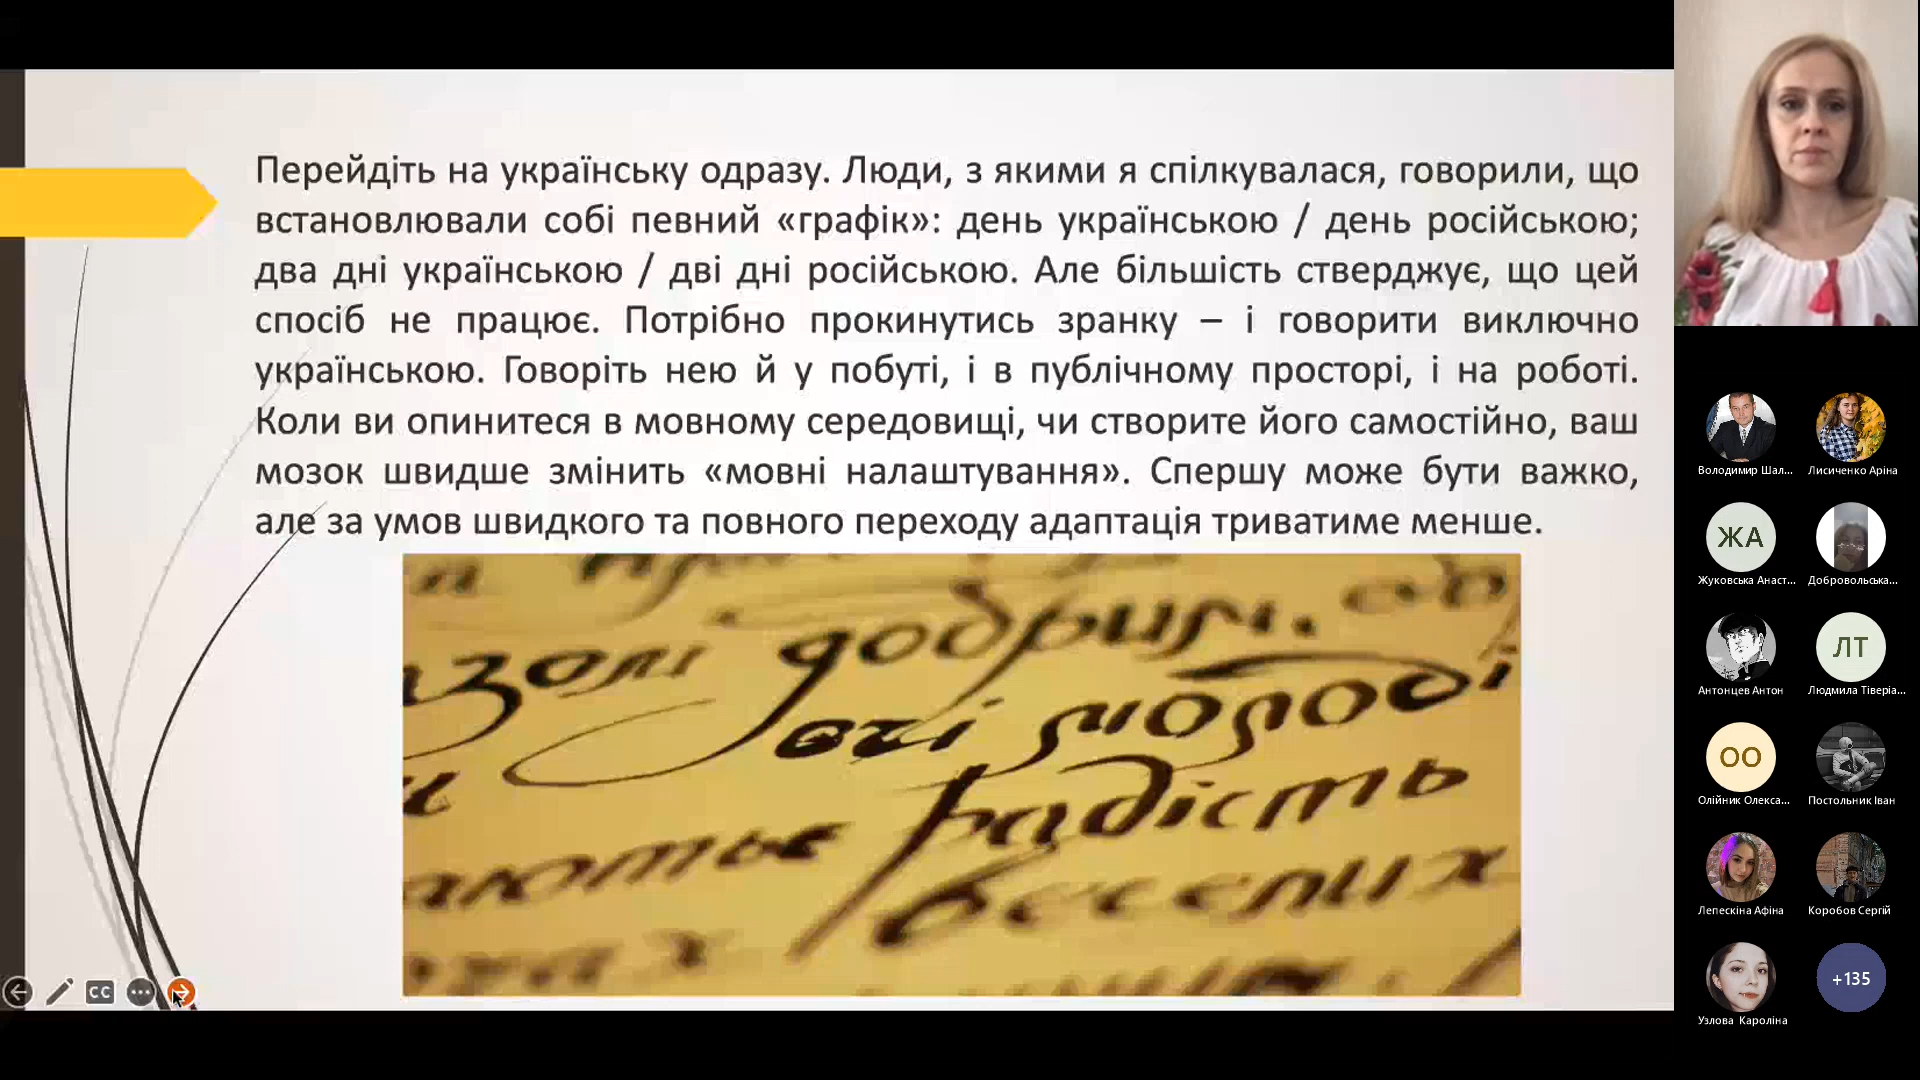 Перейдіть на українську одразу. Люди, з якими я спілкувалася, говорили, що
встановлювали собі певний «графік»: день українською / день російською;
два дні українською / дві дні російською. Але більшість стверджує, що цей
спосіб не працює. Потрібно прокинутись зранку – і говорити виключно
українською. Говоріть нею й у побуті, і в публічному просторі, і на роботі.
Коли ви опинитеся в мовному середовищі, чи створите його самостійно, ваш
мозок швидше змінить «мовні налаштування». Спершу може бути важко,
але за умов швидкого та повного переходу адаптація триватиме менше.
добрим.
очі молоді
радість
веселих
CC
Володимир Шал... Лисиченко Аріна
ЖА
Жуковська Анаст... Добровольська...
ЛТ
Антонцев Антон Людмила Тіверіа...
ОО
Олійник Олекса... Постольник Іван
Лепескіна Афіна Коробов Сергій
+135
Узлова Кароліна